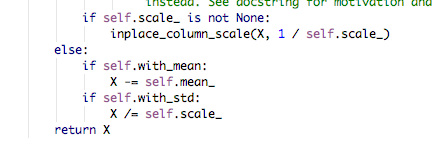 instead. See docstring for motivation and
if self.scale_ is not None:
inplace_column_scale(X, 1 / self.scale_)
else:
if self.with_mean:
X -= self.mean_
if self.with_std:
X /= self.scale_
return X